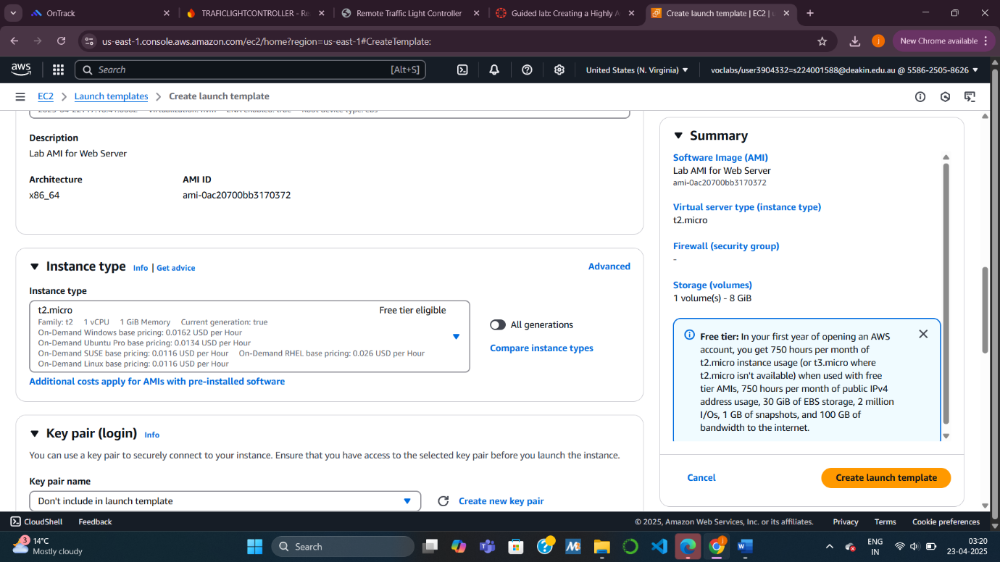 OnTrack
TRAFICLIGHTCONTROLLER - Re
Remote Traffic Light Controller
Guided lab: Creating a Highly A
Create launch template | EC2 | u
us-east-1.console.aws.amazon.com/ec2/home?region=us-east-1#CreateTemplate:
j
New Chrome available
aws
Search
[Alt+S]
United States (N. Virginia)
voclabs/user3904332=s224001588@deakin.edu.au @ 5586-2505-8626
EC2
Launch templates
Create launch template
Description
Lab AMI for Web Server
Architecture
AMI ID
x86_64
ami-0ac20700bb3170372
Instance type
Info | Get advice
Advanced
Instance type
t2.micro
Free tier eligible
Family: t2 1 vCPU 1 GiB Memory Current generation: true
On-Demand Windows base pricing: 0.0162 USD per Hour
On-Demand Ubuntu Pro base pricing: 0.0134 USD per Hour
On-Demand SUSE base pricing: 0.0116 USD per Hour On-Demand RHEL base pricing: 0.026 USD per Hour
On-Demand Linux base pricing: 0.0116 USD per Hour
All generations
Compare instance types
Additional costs apply for AMIs with pre-installed software
Key pair (login)
Info
You can use a key pair to securely connect to your instance. Ensure that you have access to the selected key pair before you launch the instance.
Key pair name
Don't include in launch template
Create new key pair
Summary
Software Image (AMI)
Lab AMI for Web Server
ami-0ac20700bb3170372
Virtual server type (instance type)
t2.micro
Firewall (security group)
-
Storage (volumes)
1 volume(s) - 8 GiB
Free tier: In your first year of opening an AWS
account, you get 750 hours per month of
t2.micro instance usage (or t3.micro where
t2.micro isn't available) when used with free
tier AMIs, 750 hours per month of public IPv4
address usage, 30 GiB of EBS storage, 2 million
I/Os, 1 GB of snapshots, and 100 GB of
bandwidth to the internet.
Cancel
Create launch template
CloudShell
Feedback
© 2025, Amazon Web Services, Inc. or its affiliates.
Privacy
Terms
Cookie preferences
3
14°C
Mostly cloudy
Search
ENG
IN
03:20
23-04-2025